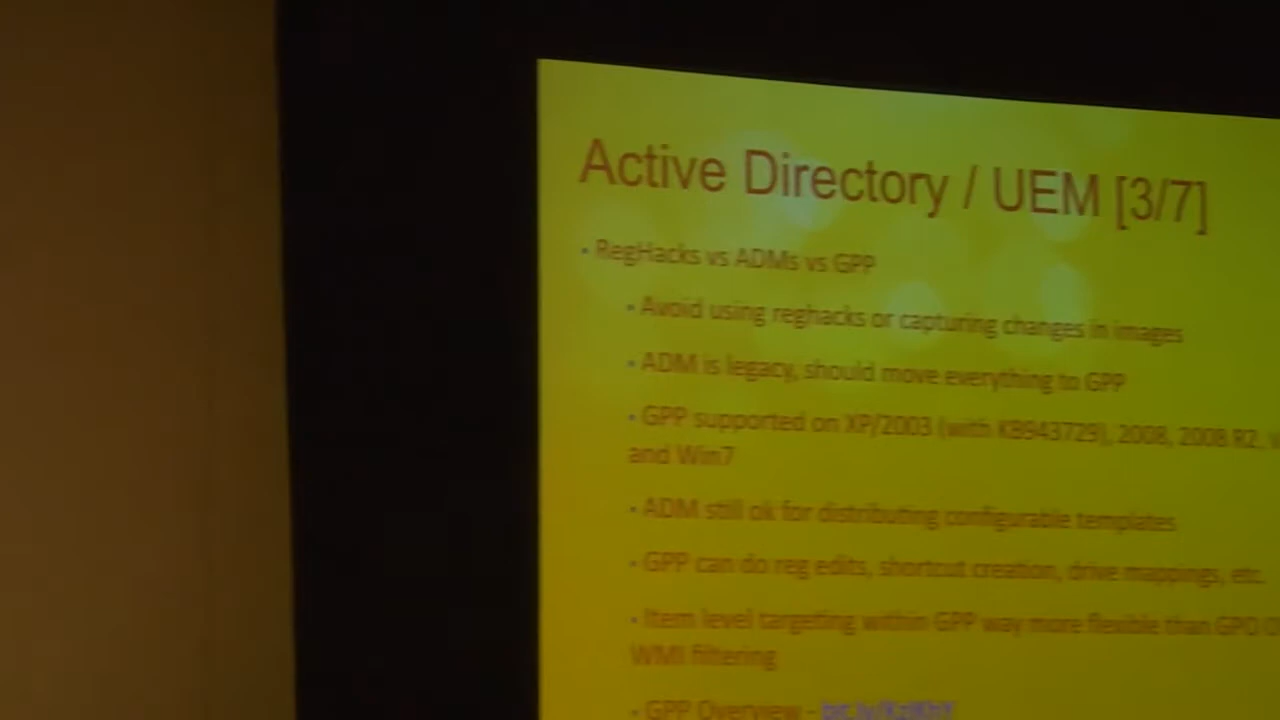 Active Directory / UEM [3/7]
• RegHacks vs ADMs vs GPP
• Avoid using reghacks or capturing changes in images
• ADM is legacy, should move everything to GPP
• GPP supported on XP/2003 (with KB943729), 2008, 2008 R2,
and Win7
• ADM still ok for distributing configurable templates
• GPP can do reg edits, shortcut creation, drive mappings, etc.
• Item level targeting within GPP way more flexible than GPO
WMI filtering
• GPP Overview -